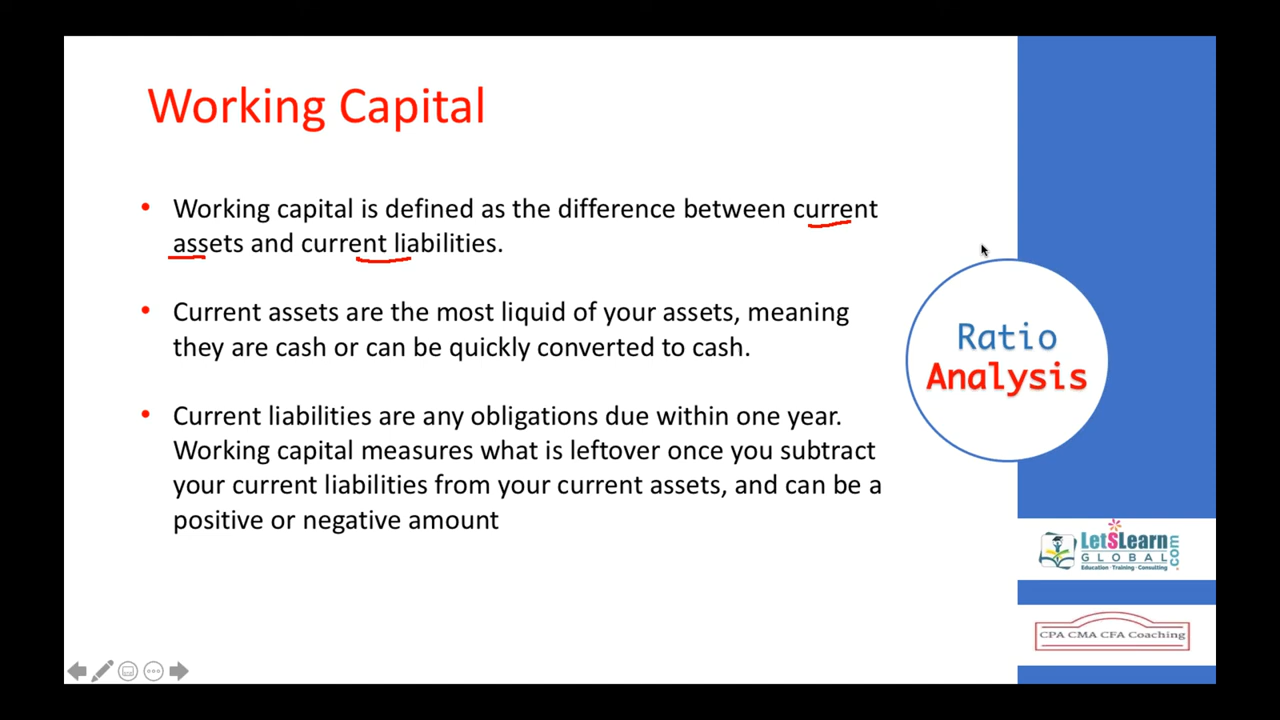 Working Capital
• Working capital is defined as the difference between current
assets and current liabilities.
• Current assets are the most liquid of your assets, meaning
they are cash or can be quickly converted to cash.
• Current liabilities are any obligations due within one year.
Working capital measures what is leftover once you subtract
your current liabilities from your current assets, and can be a
positive or negative amount
Ratio
Analysis
LetSLearn
GLOBAL
.com
Education - Training - Consulting
CPA CMA CFA Coaching